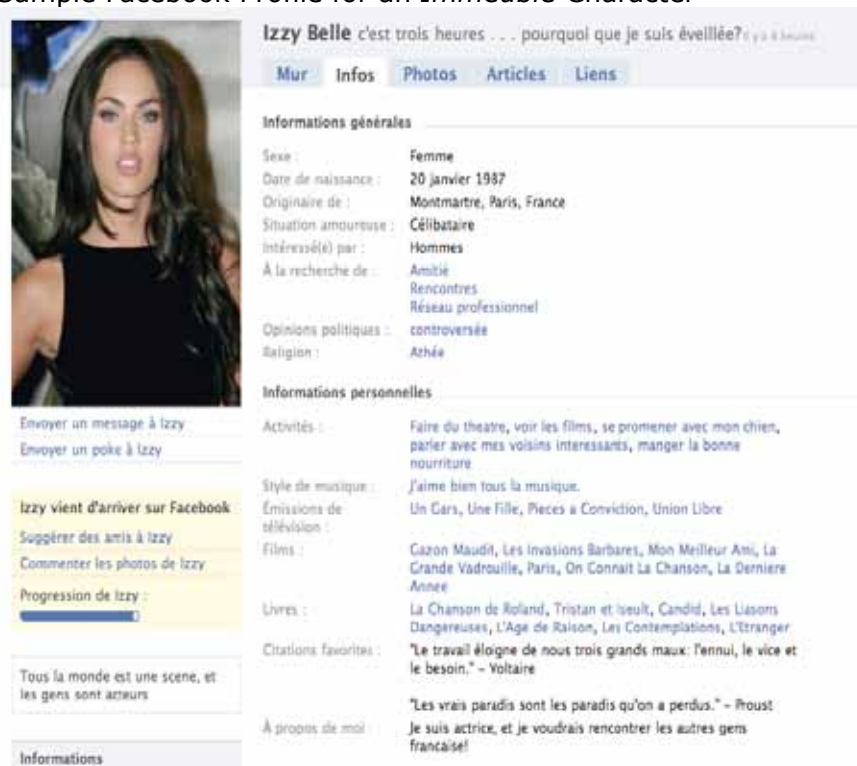 Sample Facebook Profile for an Immeuble Character
Izzy Belle c'est trois heures . . . pourquoi que je suis éveillée? il y a heures
Mur Infos Photos Articles Liens
Informations générales
Sexe : Femme
Date de naissance : 20 janvier 1987
Originaire de : Montmartre, Paris, France
Situation amoureuse : Célibataire
Intéressé(e) par : Hommes
À la recherche de : Amitié
Rencontres
Réseau professionnel
Opinions politiques : controversée
Religion : Athée
Informations personnelles
Activités : Faire du theatre, voir les films, se promener avec mon chien,
parler avec mes voisins interessants, manger la bonne
nourriture
Style de musique : J'aime bien tous la musique.
Émissions de télévision : Un Gars, Une Fille, Pieces a Conviction, Union Libre
Films : Gazon Maudit, Les Invasions Barbares, Mon Meilleur Ami, La
Grande Vadrouille, Paris, On Connait La Chanson, La Derniere
Annee
Livres : La Chanson de Roland, Tristan et Iseult, Candid, Les Liasons
Dangereuses, L'Age de Raison, Les Contemplations, L'Etranger
Citations favorites : "Le travail éloigne de nous trois grands maux: l'ennui, le vice et
le besoin." – Voltaire
"Les vrais paradis sont les paradis qu'on a perdus." – Proust
À propos de moi : Je suis actrice, et je voudrais rencontrer les autres gens
francaise!
Envoyer un message à Izzy
Envoyer un poke à Izzy
Izzy vient d'arriver sur Facebook
Suggérer des amis à Izzy
Commenter les photos de Izzy
Progression de Izzy :
Tous la monde est une scene, et
les gens sont acteurs
Informations